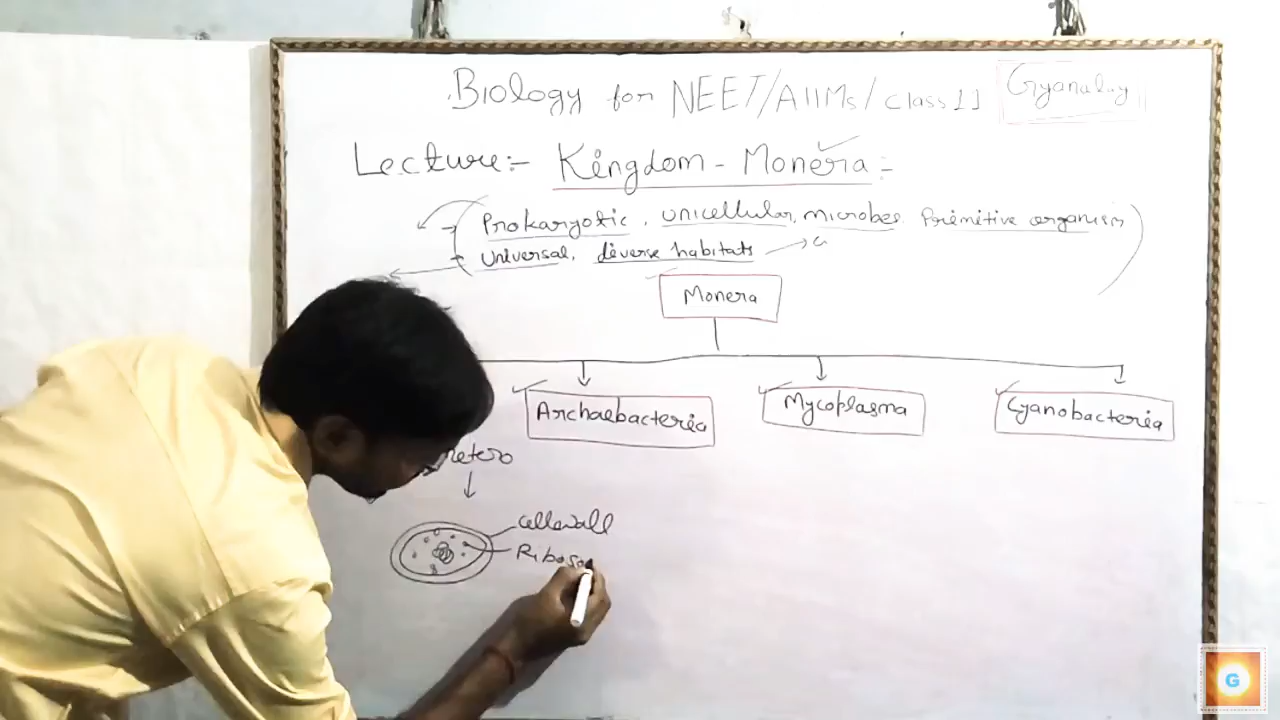 Biology for NEET/AIIMs/class 11 Gyanalay
Lecture:- Kingdom - Monera:-
Prokaryotic, unicellular, microbes Primitive organism
Universal, diverse habitats
Monera
Archaebacteria Mycoplasma Cyanobacteria
hetero
cellwall
Riboso
G